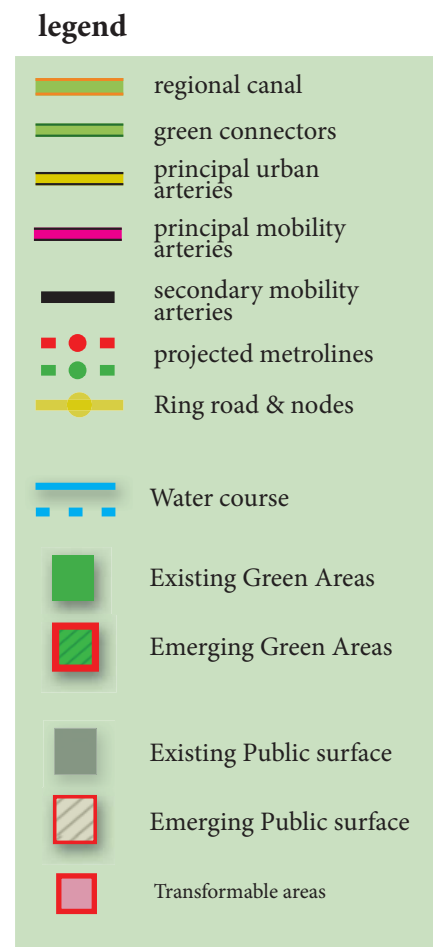 legend
regional canal
green connectors
principal urban
arteries
principal mobility
arteries
secondary mobility
arteries
projected metrolines
Ring road & nodes
Water course
Existing Green Areas
Emerging Green Areas
Existing Public surface
Emerging Public surface
Transformable areas